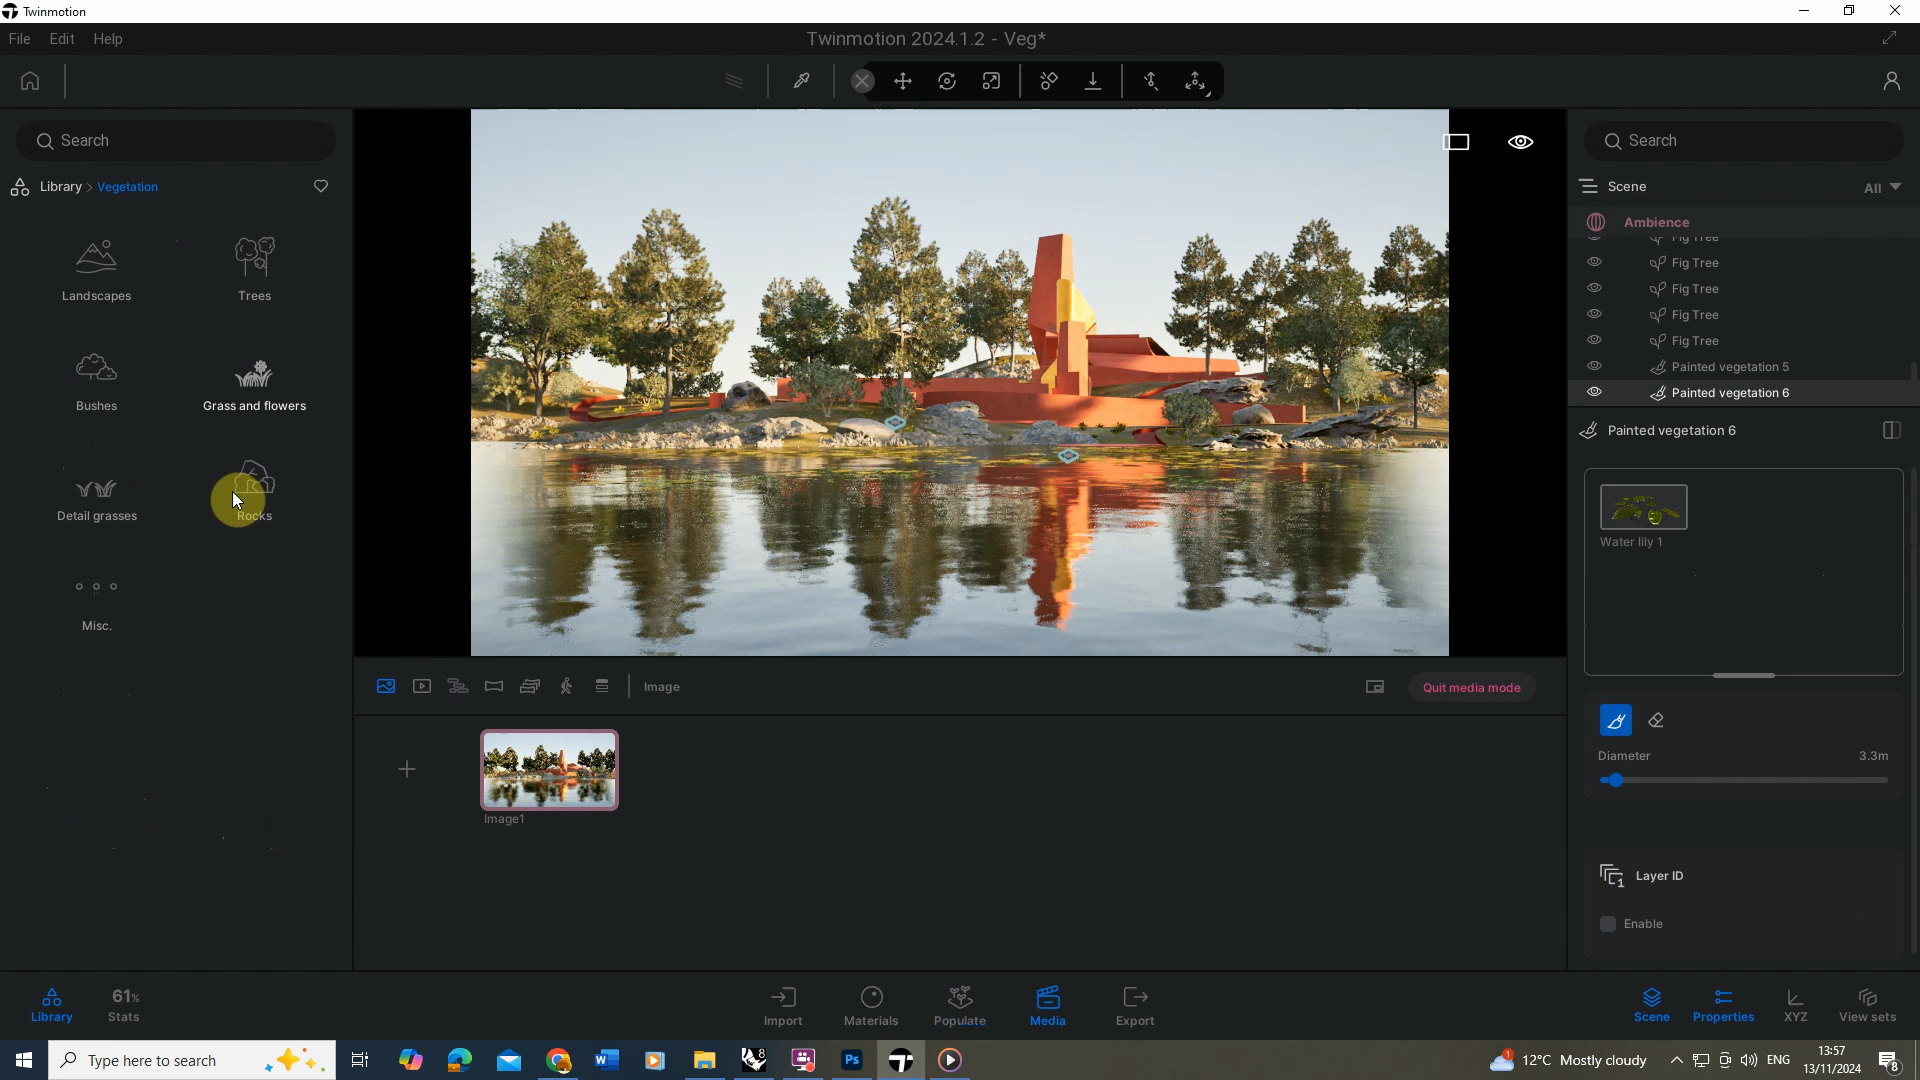 Twinmotion
File Edit Help
Twinmotion 2024.1.2 - Veg*
Search
Library > Vegetation
Landscapes
Trees
Bushes
Grass and flowers
Detail grasses
Rocks
Misc.
Image
Quit media mode
Image1
Search
Scene
All
Ambience
Fig Tree
Fig Tree
Fig Tree
Fig Tree
Fig Tree
Painted vegetation 5
Painted vegetation 6
Painted vegetation 6
Water lily 1
Diameter 3.3m
Layer ID
Enable
Library
61%
Stats
Import
Materials
Populate
Media
Export
Scene
Properties
XYZ
View sets
Type here to search
12°C Mostly cloudy
ENG
13:57
13/11/2024
8